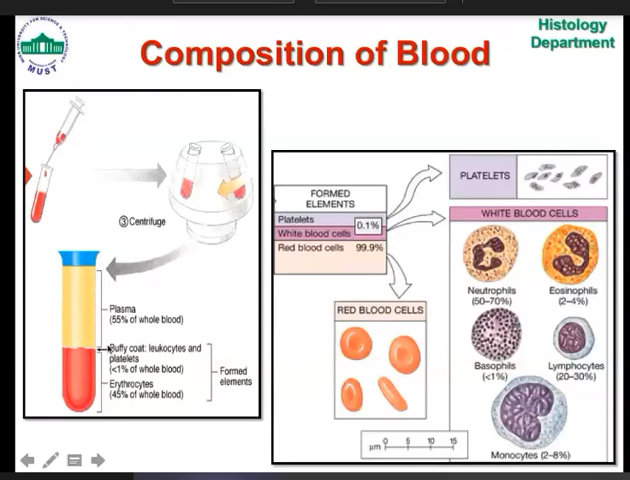 Histology
Department
MUST
Composition of Blood
③ Centrifuge
Plasma
(55% of whole blood)
Buffy coat: leukocytes and
platelets
(<1% of whole blood)
Erythrocytes
(45% of whole blood)
Formed
elements
FORMED
ELEMENTS
Platelets
0.1%
White blood cells
Red blood cells 99.9%
PLATELETS
WHITE BLOOD CELLS
Neutrophils
(50-70%)
Eosinophils
(2-4%)
Basophils
(<1%)
Lymphocytes
(20-30%)
Monocytes (2-8%)
RED BLOOD CELLS
µm 0 5 10 15